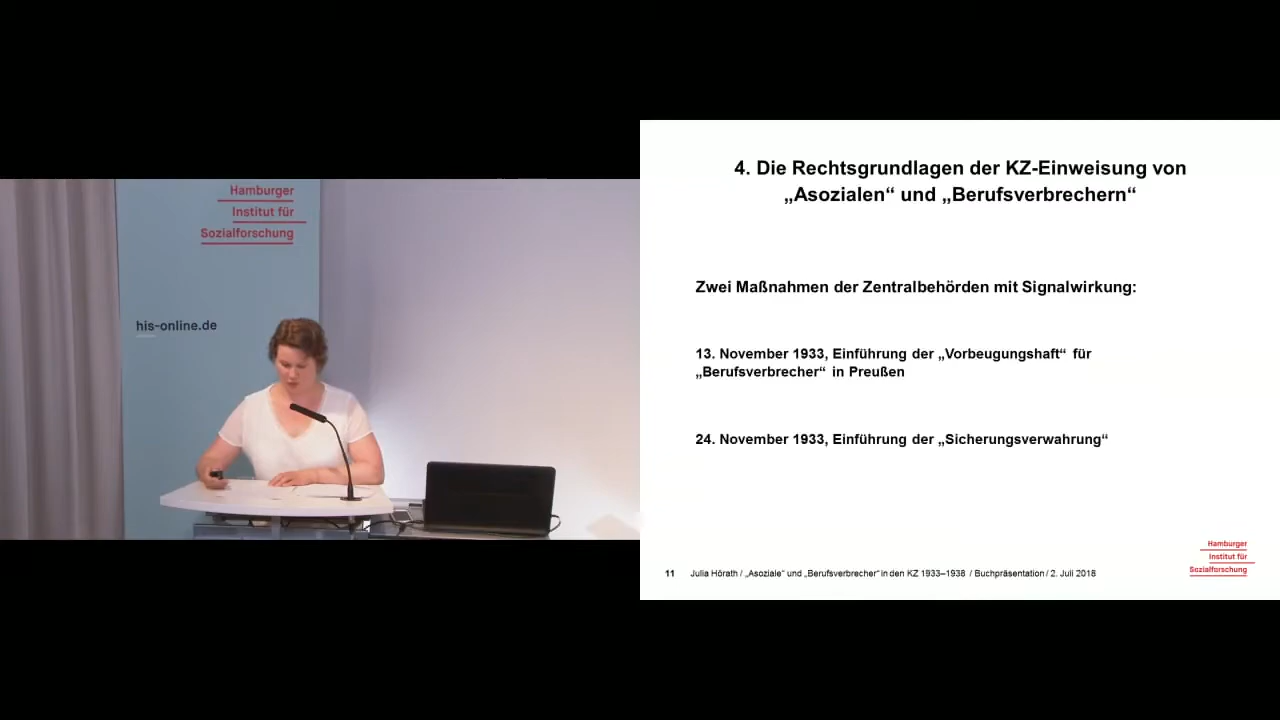 Hamburger
Institut für
Sozialforschung
his-online.de
4. Die Rechtsgrundlagen der KZ-Einweisung von
„Asozialen“ und „Berufsverbrechern“
Zwei Maßnahmen der Zentralbehörden mit Signalwirkung:
13. November 1933, Einführung der „Vorbeugungshaft“ für
„Berufsverbrecher“ in Preußen
24. November 1933, Einführung der „Sicherungsverwahrung“
Hamburger
Institut für
Sozialforschung
11 Julia Hörath / „Asoziale“ und „Berufsverbrecher“ in den KZ 1933–1938 / Buchpräsentation / 2. Juli 2018